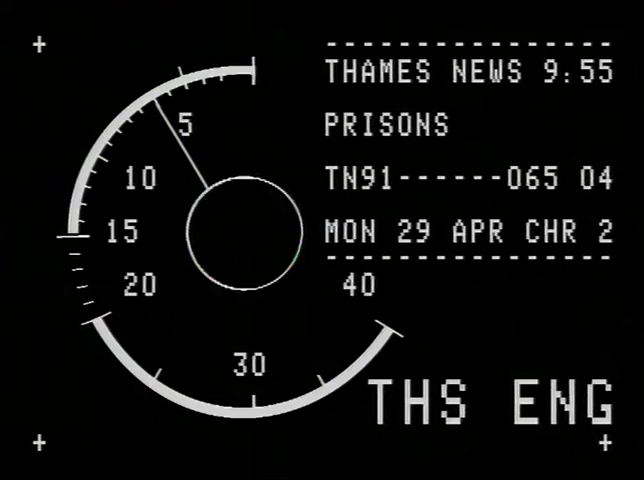 ----------------
THAMES NEWS 9:55
PRISONS
TN91------065 04
MON 29 APR CHR 2
----------------
5
10
15
20
30
40
THS ENG